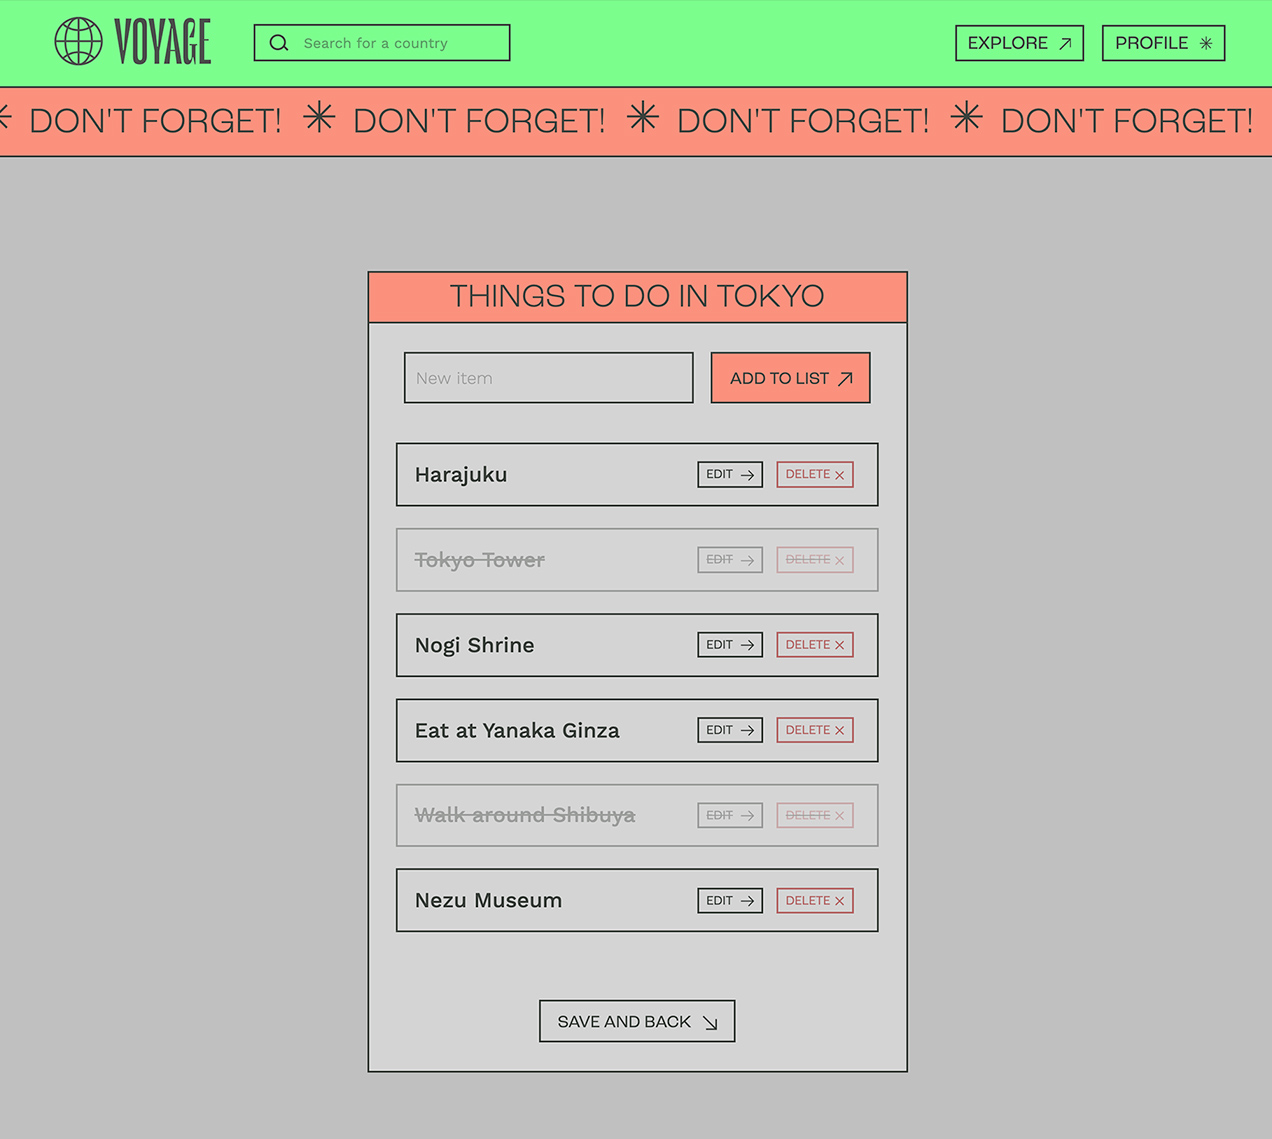 VOYAGE
Search for a country
EXPLORE
PROFILE
DON'T FORGET! DON'T FORGET! DON'T FORGET! DON'T FORGET!
THINGS TO DO IN TOKYO
New item
ADD TO LIST
Harajuku EDIT DELETE
Tokyo Tower EDIT DELETE
Nogi Shrine EDIT DELETE
Eat at Yanaka Ginza EDIT DELETE
Walk around Shibuya EDIT DELETE
Nezu Museum EDIT DELETE
SAVE AND BACK